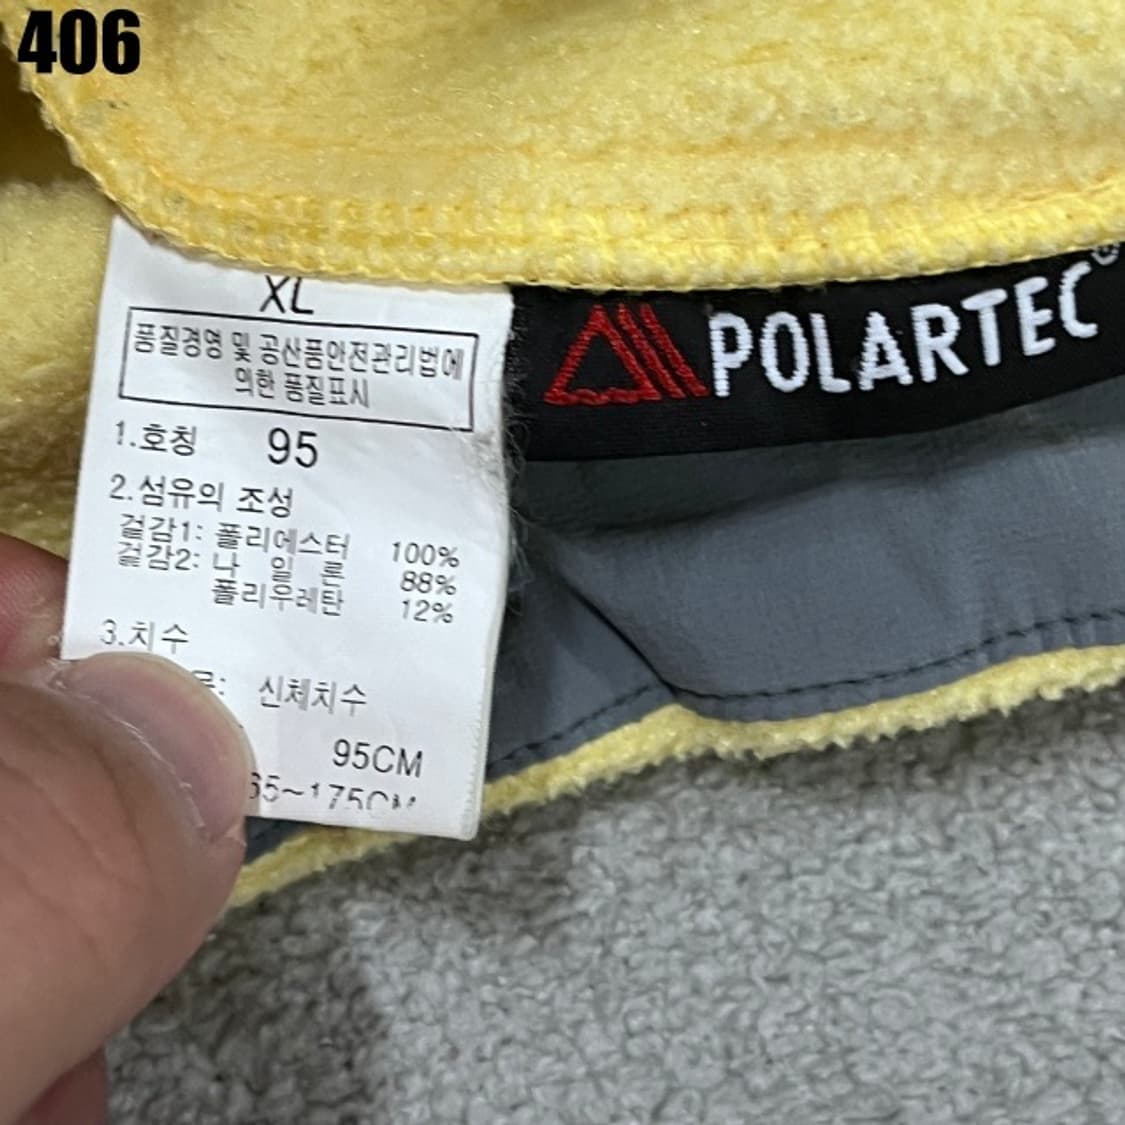 406
XL
품질경영 및 공산품안전관리법에
의한 품질표시
1.호칭 95
2.섬유의 조성
겉감1: 폴리에스터 100%
겉감2: 나 일 론 88%
폴리우레탄 12%
3.치수
신체치수
95CM
65~175CM
POLARTEC®